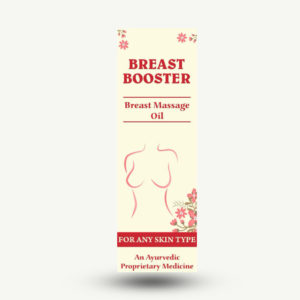 BREAST
BOOSTER
Breast Massage
Oil
FOR ANY SKIN TYPE
An Ayurvedic
Proprietary Medicine